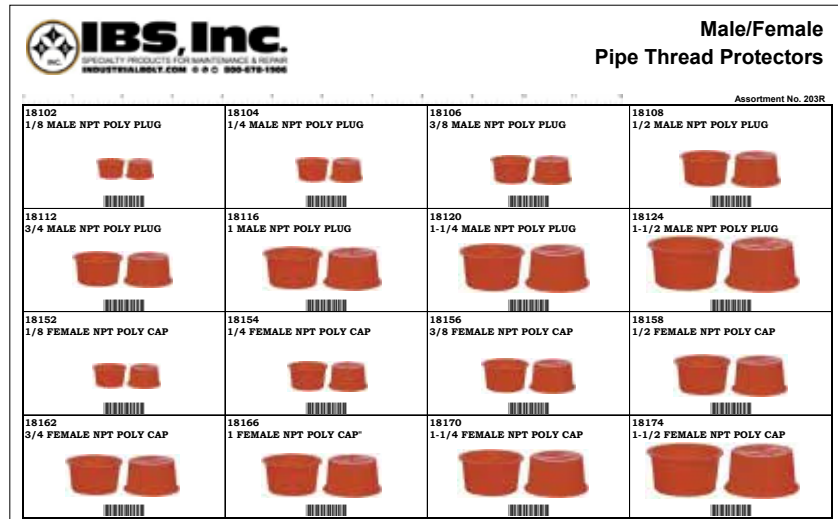 IBS, Inc.
INC.
SPECIALTY PRODUCTS FOR MAINTENANCE & REPAIR
INDUSTRIALBOLT.COM 800-678-1906
Male/Female
Pipe Thread Protectors
Assortment No. 203R
18102
1/8 MALE NPT POLY PLUG
18104
1/4 MALE NPT POLY PLUG
18106
3/8 MALE NPT POLY PLUG
18108
1/2 MALE NPT POLY PLUG
18112
3/4 MALE NPT POLY PLUG
18116
1 MALE NPT POLY PLUG
18120
1-1/4 MALE NPT POLY PLUG
18124
1-1/2 MALE NPT POLY PLUG
18152
1/8 FEMALE NPT POLY CAP
18154
1/4 FEMALE NPT POLY CAP
18156
3/8 FEMALE NPT POLY CAP
18158
1/2 FEMALE NPT POLY CAP
18162
3/4 FEMALE NPT POLY CAP
18166
1 FEMALE NPT POLY CAP"
18170
1-1/4 FEMALE NPT POLY CAP
18174
1-1/2 FEMALE NPT POLY CAP